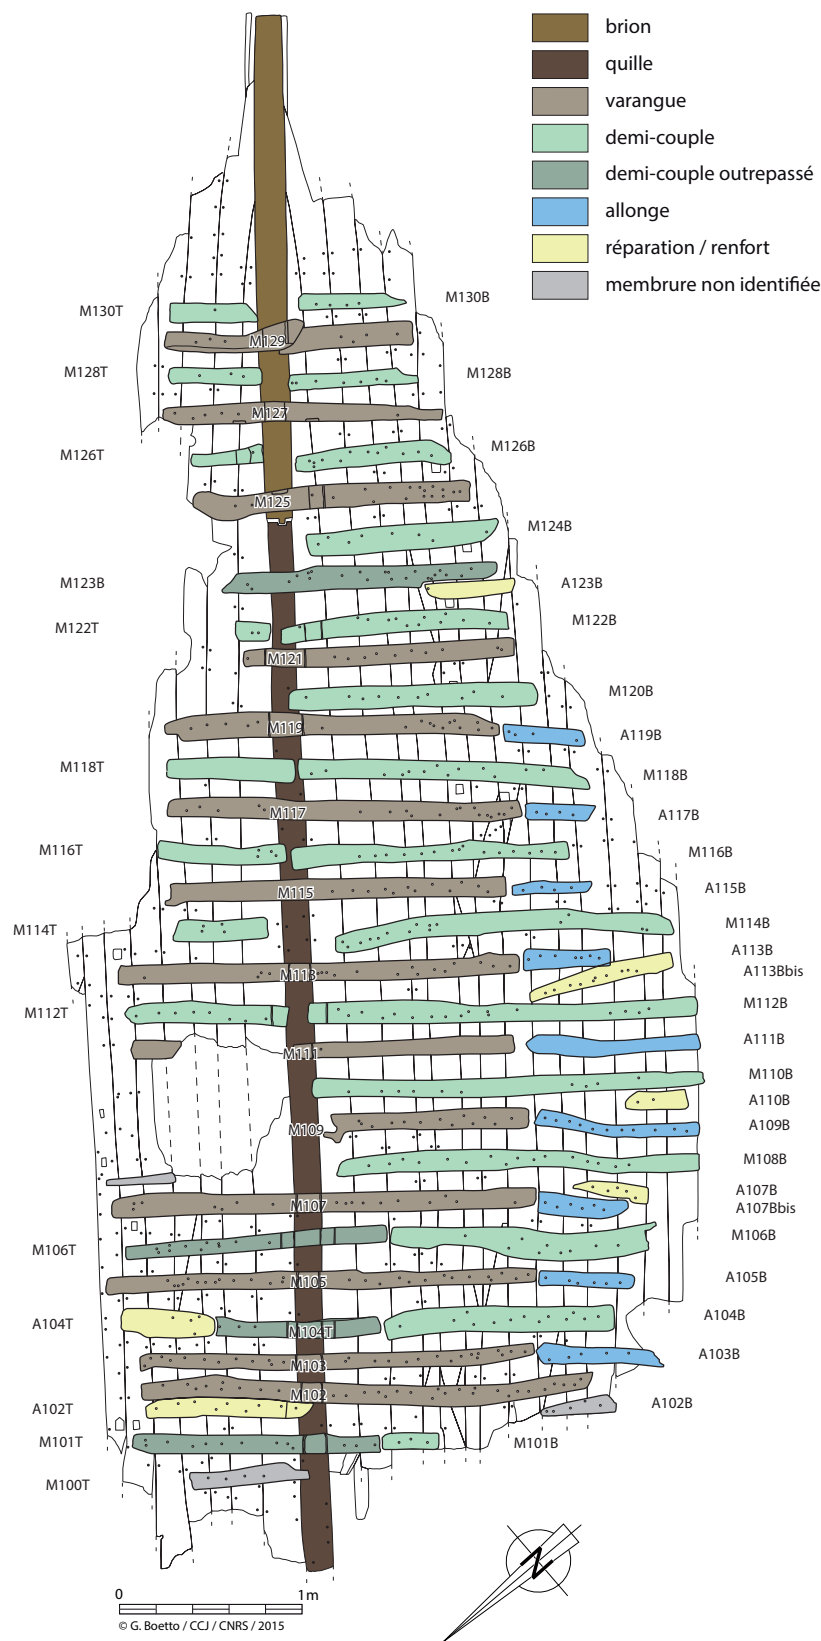 brion
quille
varangue
demi-couple
demi-couple outrepassé
allonge
réparation / renfort
membrure non identifiée
M130T
M130B
M129
M128T
M128B
M127
M126T
M126B
M125
M124B
M123B
A123B
M122T
M122B
M121
M120B
M119
A119B
M118T
M118B
M117
A117B
M116T
M116B
M115
A115B
M114T
M114B
A113B
M113
A113Bbis
M112T
M112B
M111
A111B
M110B
A110B
M109
A109B
M108B
A107B
M107
A107Bbis
M106T
M106B
M105
A105B
A104T
M104T
A104B
M103
A103B
M102
A102T
A102B
M101T
M101B
M100T
N
0 1m
© G. Boetto / CCJ / CNRS / 2015